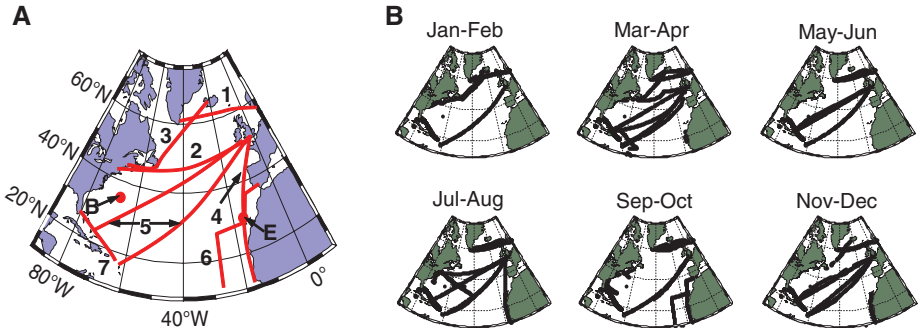 A
60°N
40°N
20°N
80°W
40°W
0°
1
2
3
4
5
6
7
B
E
B
Jan-Feb
Mar-Apr
May-Jun
Jul-Aug
Sep-Oct
Nov-Dec